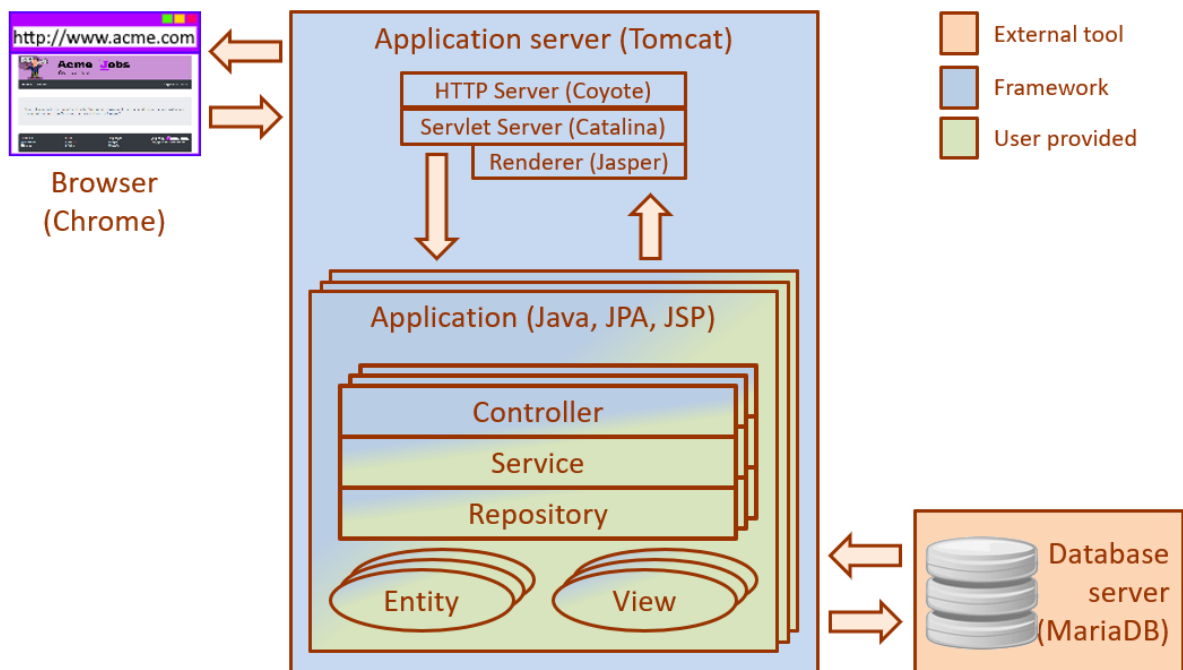 http://www.acme.com
Acme Jobs
Browser
(Chrome)
Application server (Tomcat)
HTTP Server (Coyote)
Servlet Server (Catalina)
Renderer (Jasper)
Application (Java, JPA, JSP)
Controller
Service
Repository
Entity
View
External tool
Framework
User provided
Database
server
(MariaDB)